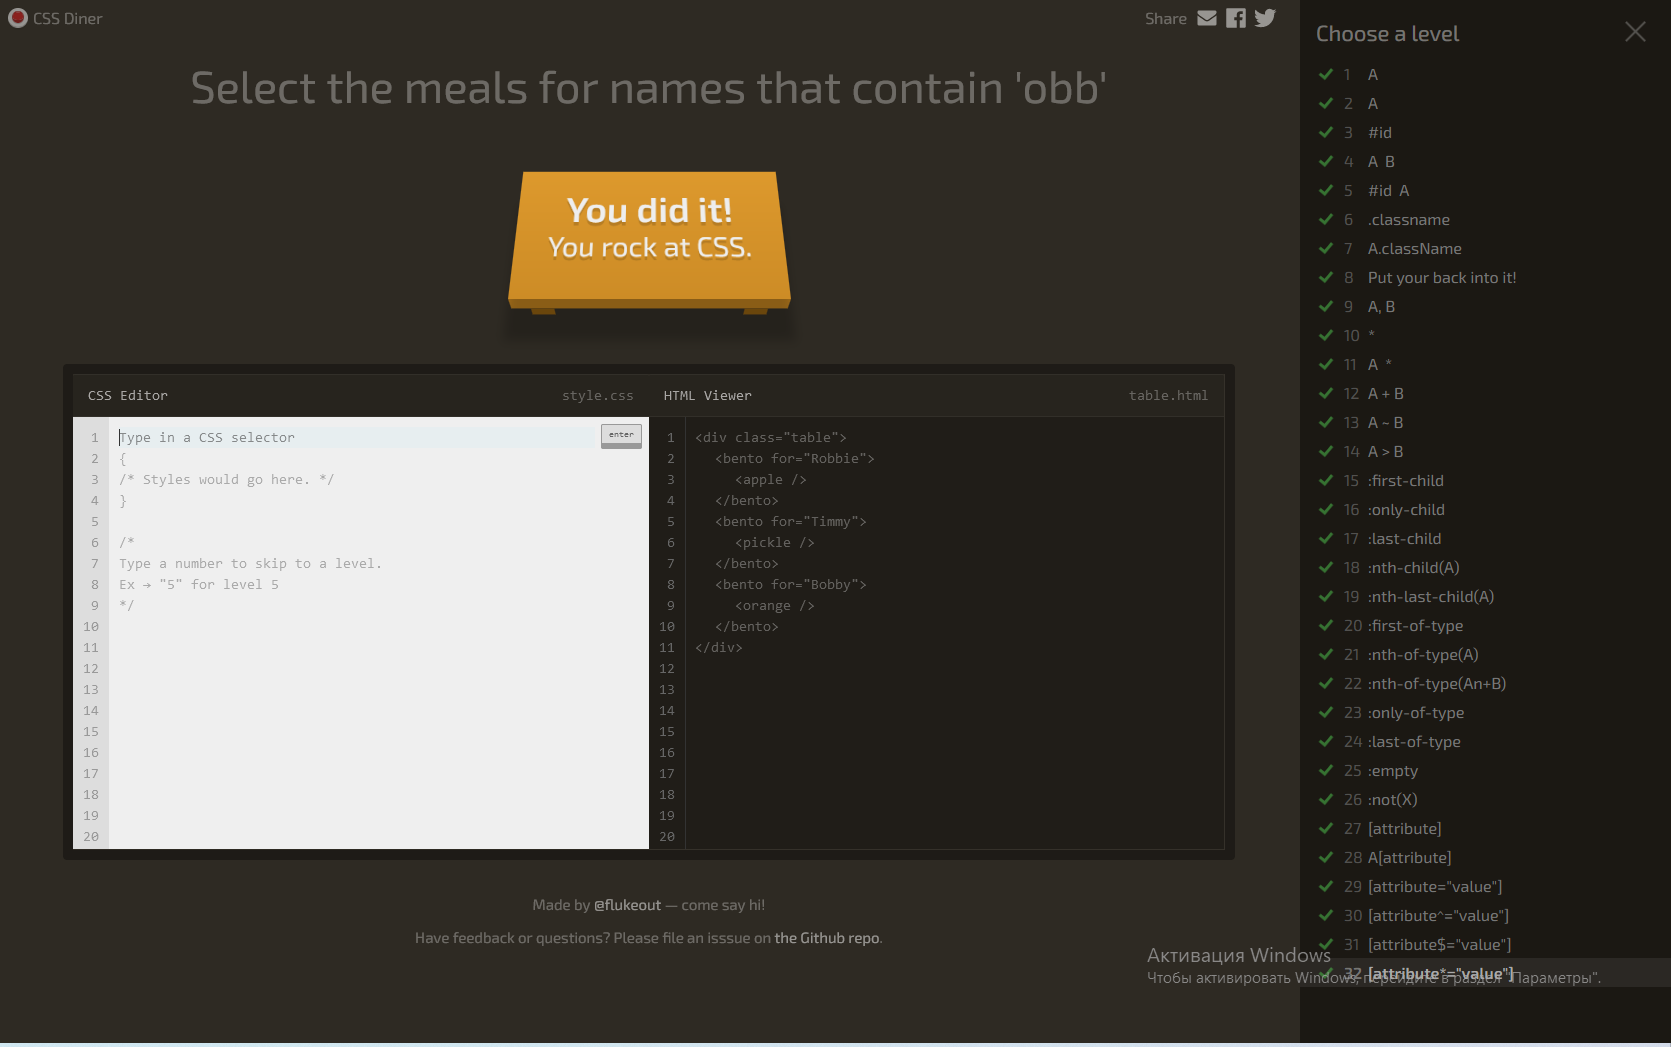 CSS Diner
Share
Select the meals for names that contain 'obb'
You did it!
You rock at CSS.
CSS Editor style.css
1 Type in a CSS selector enter
2 {
3 /* Styles would go here. */
4 }
5
6 /*
7 Type a number to skip to a level.
8 Ex → "5" for level 5
9 */
10
11
12
13
14
15
16
17
18
19
20
HTML Viewer table.html
1 <div class="table">
2 <bento for="Robbie">
3 <apple />
4 </bento>
5 <bento for="Timmy">
6 <pickle />
7 </bento>
8 <bento for="Bobby">
9 <orange />
10 </bento>
11 </div>
12
13
14
15
16
17
18
19
20
Made by @flukeout — come say hi!
Have feedback or questions? Please file an isssue on the Github repo.
Choose a level
1 A
2 A
3 #id
4 A B
5 #id A
6 .classname
7 A.className
8 Put your back into it!
9 A, B
10 *
11 A *
12 A + B
13 A ~ B
14 A > B
15 :first-child
16 :only-child
17 :last-child
18 :nth-child(A)
19 :nth-last-child(A)
20 :first-of-type
21 :nth-of-type(A)
22 :nth-of-type(An+B)
23 :only-of-type
24 :last-of-type
25 :empty
26 :not(X)
27 [attribute]
28 A[attribute]
29 [attribute="value"]
30 [attribute^="value"]
31 [attribute$="value"]
32 [attribute*="value"]
Активация Windows
Чтобы активировать Windows, перейдите в раздел "Параметры".